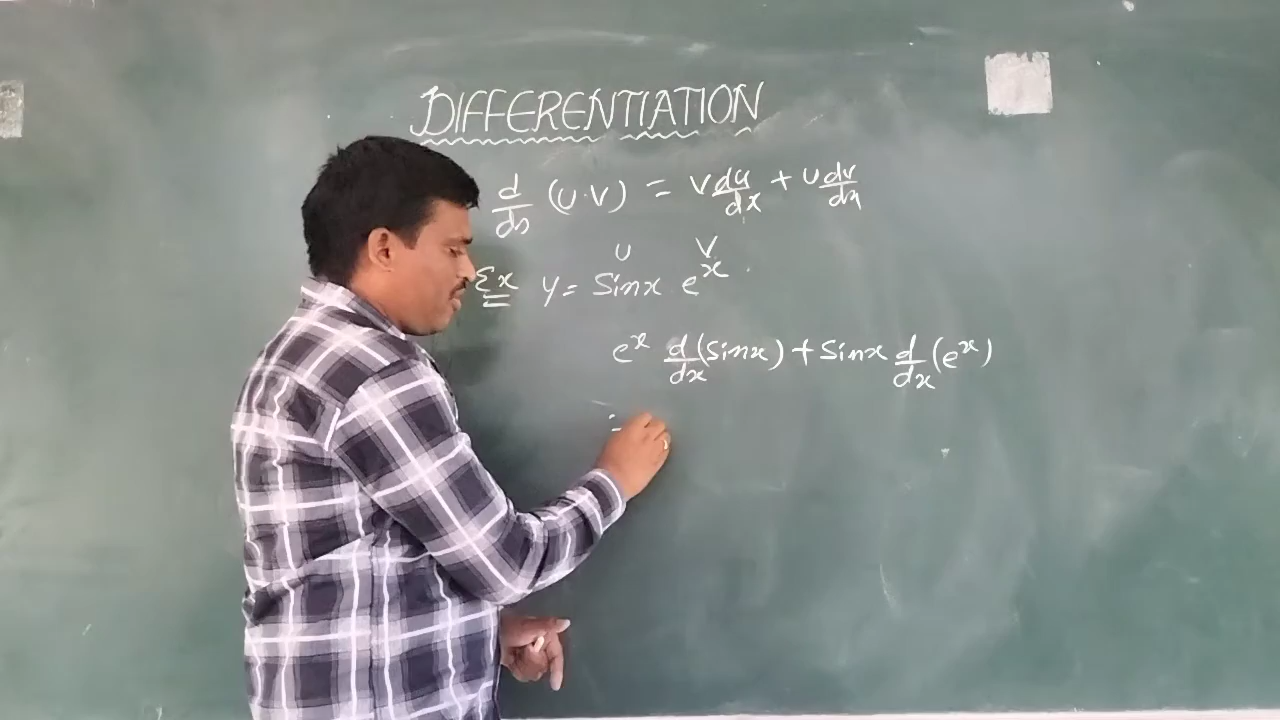 DIFFERENTIATION
d/dx (u·v) = v du/dx + u dv/dx
u v
Ex y = Sinx e^x
e^x d/dx (sinx) + sinx d/dx (e^x)
=